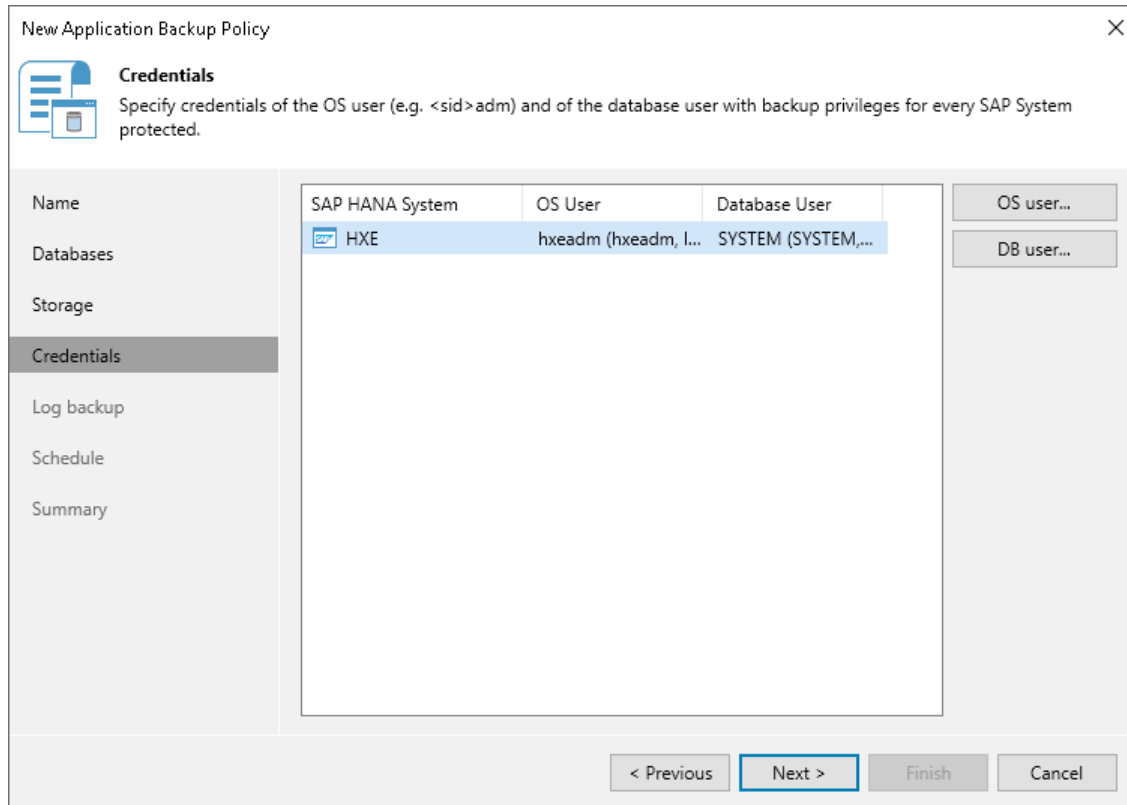 New Application Backup Policy
Credentials
Specify credentials of the OS user (e.g. <sid>adm) and of the database user with backup privileges for every SAP System
protected.
Name
Databases
Storage
Credentials
Log backup
Schedule
Summary
SAP HANA System OS User Database User
SAP HXE hxeadm (hxeadm, l... SYSTEM (SYSTEM,...
OS user...
DB user...
< Previous Next > Finish Cancel